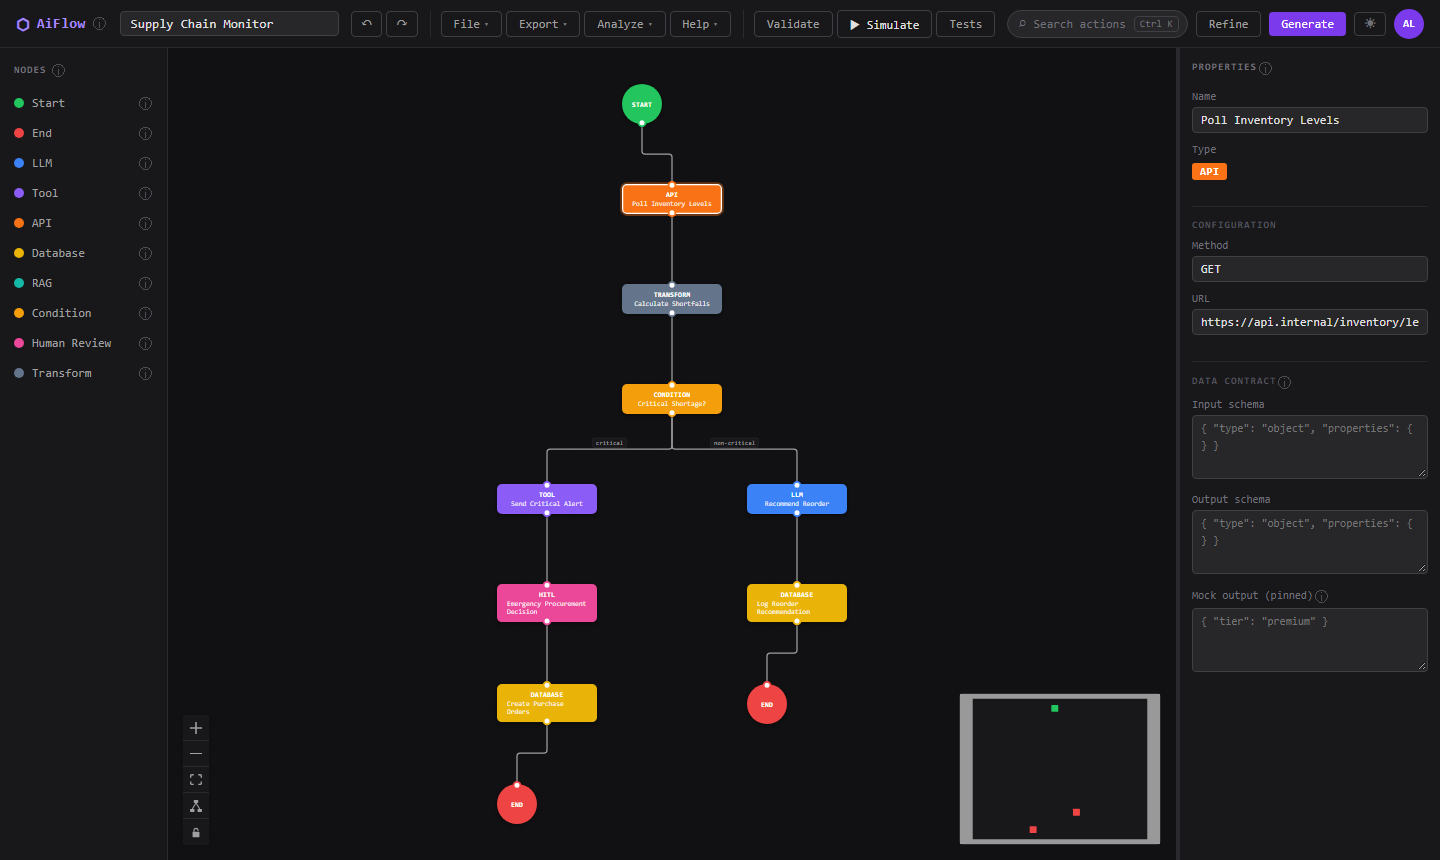 AiFlow
Supply Chain Monitor
File
Export
Analyze
Help
Validate
Simulate
Tests
Search actions
Ctrl K
Refine
Generate
AL
NODES
Start
End
LLM
Tool
API
Database
RAG
Condition
Human Review
Transform
START
API
Poll Inventory Levels
TRANSFORM
Calculate Shortfalls
CONDITION
Critical Shortage?
critical
non-critical
TOOL
Send Critical Alert
LLM
Recommend Reorder
HITL
Emergency Procurement
Decision
DATABASE
Log Reorder
Recommendation
DATABASE
Create Purchase
Orders
END
END
PROPERTIES
Name
Poll Inventory Levels
Type
API
CONFIGURATION
Method
GET
URL
https://api.internal/inventory/le
DATA CONTRACT
Input schema
{ "type": "object", "properties": {
} }
Output schema
{ "type": "object", "properties": {
} }
Mock output (pinned)
{ "tier": "premium" }